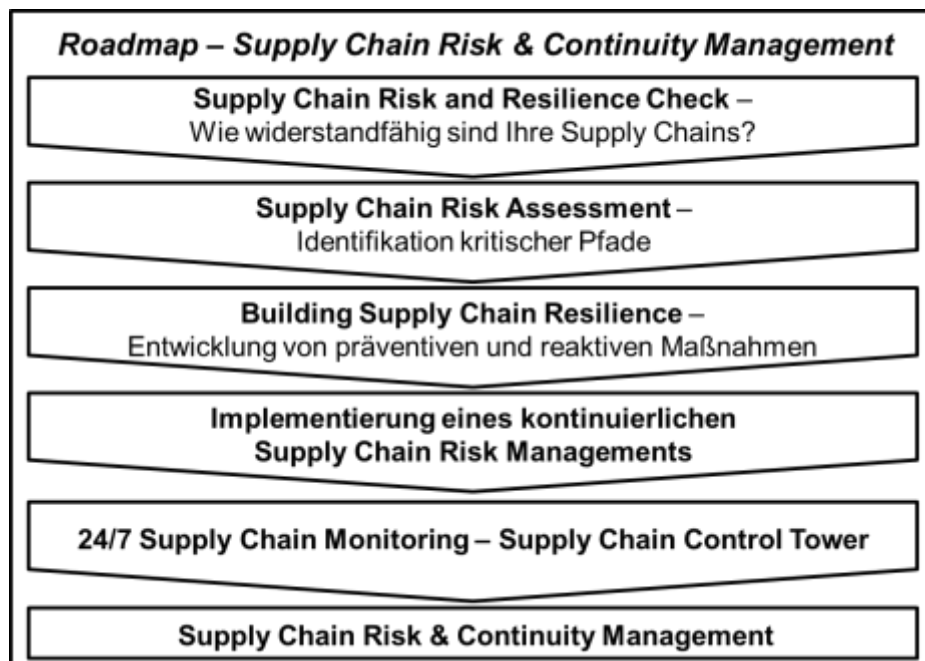 Roadmap – Supply Chain Risk & Continuity Management
Supply Chain Risk and Resilience Check –
Wie widerstandfähig sind Ihre Supply Chains?
Supply Chain Risk Assessment –
Identifikation kritischer Pfade
Building Supply Chain Resilience –
Entwicklung von präventiven und reaktiven Maßnahmen
Implementierung eines kontinuierlichen
Supply Chain Risk Managements
24/7 Supply Chain Monitoring – Supply Chain Control Tower
Supply Chain Risk & Continuity Management